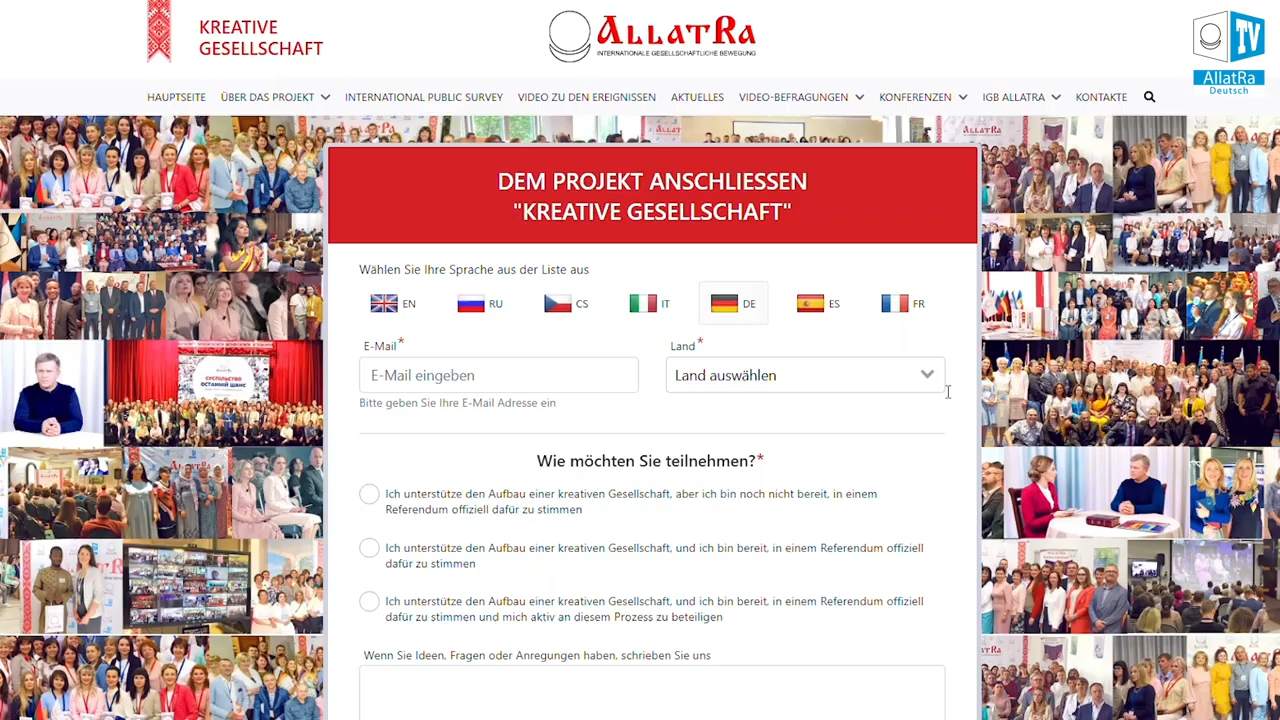 KREATIVE
GESELLSCHAFT
ALLATRA
INTERNATIONALE GESELLSCHAFTLICHE BEWEGUNG
TV
AllatRa
Deutsch
HAUPTSEITE ÜBER DAS PROJEKT INTERNATIONAL PUBLIC SURVEY VIDEOS ZU DEN EREIGNISSEN AKTUELLES VIDEO-BEFRAGUNGEN KONFERENZEN IGB ALLATRA KONTAKTE
DEM PROJEKT ANSCHLIESSEN
"KREATIVE GESELLSCHAFT"
Wählen Sie Ihre Sprache aus der Liste aus
EN RU CS IT DE ES FR
E-Mail* Land*
E-Mail eingeben Land auswählen
Bitte geben Sie Ihre E-Mail Adresse ein
Wie möchten Sie teilnehmen?*
Ich unterstütze den Aufbau einer kreativen Gesellschaft, aber ich bin noch nicht bereit, in einem
Referendum offiziell dafür zu stimmen
Ich unterstütze den Aufbau einer kreativen Gesellschaft, und ich bin bereit, in einem Referendum offiziell
dafür zu stimmen
Ich unterstütze den Aufbau einer kreativen Gesellschaft, und ich bin bereit, in einem Referendum offiziell
dafür zu stimmen und mich aktiv an diesem Prozess zu beteiligen
Wenn Sie Ideen, Fragen oder Anregungen haben, schrieben Sie uns
ALLATRA
СУСПІЛЬСТВО
ОСТАННІЙ ШАНС
ALLATRA